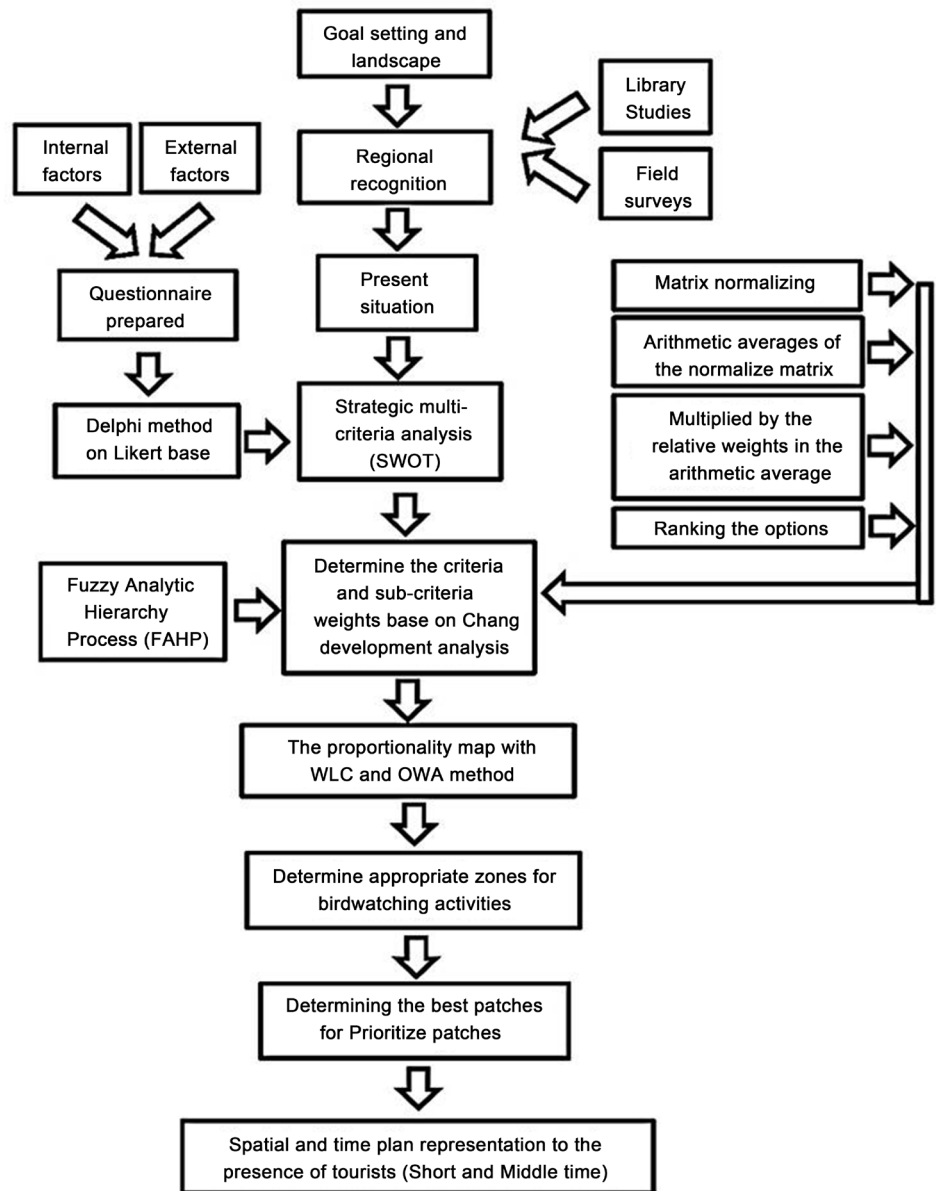 Goal setting and
landscape
Library
Studies
Internal
factors
External
factors
Regional
recognition
Field
surveys
Questionnaire
prepared
Present
situation
Matrix normalizing
Arithmetic averages of
the normalize matrix
Delphi method
on Likert base
Strategic multi-
criteria analysis
(SWOT)
Multiplied by the
relative weights in the
arithmetic average
Ranking the options
Fuzzy Analytic
Hierarchy
Process (FAHP)
Determine the criteria
and sub-criteria
weights base on Chang
development analysis
The proportionality map with
WLC and OWA method
Determine appropriate zones for
birdwatching activities
Determining the best patches
for Prioritize patches
Spatial and time plan representation to the
presence of tourists (Short and Middle time)